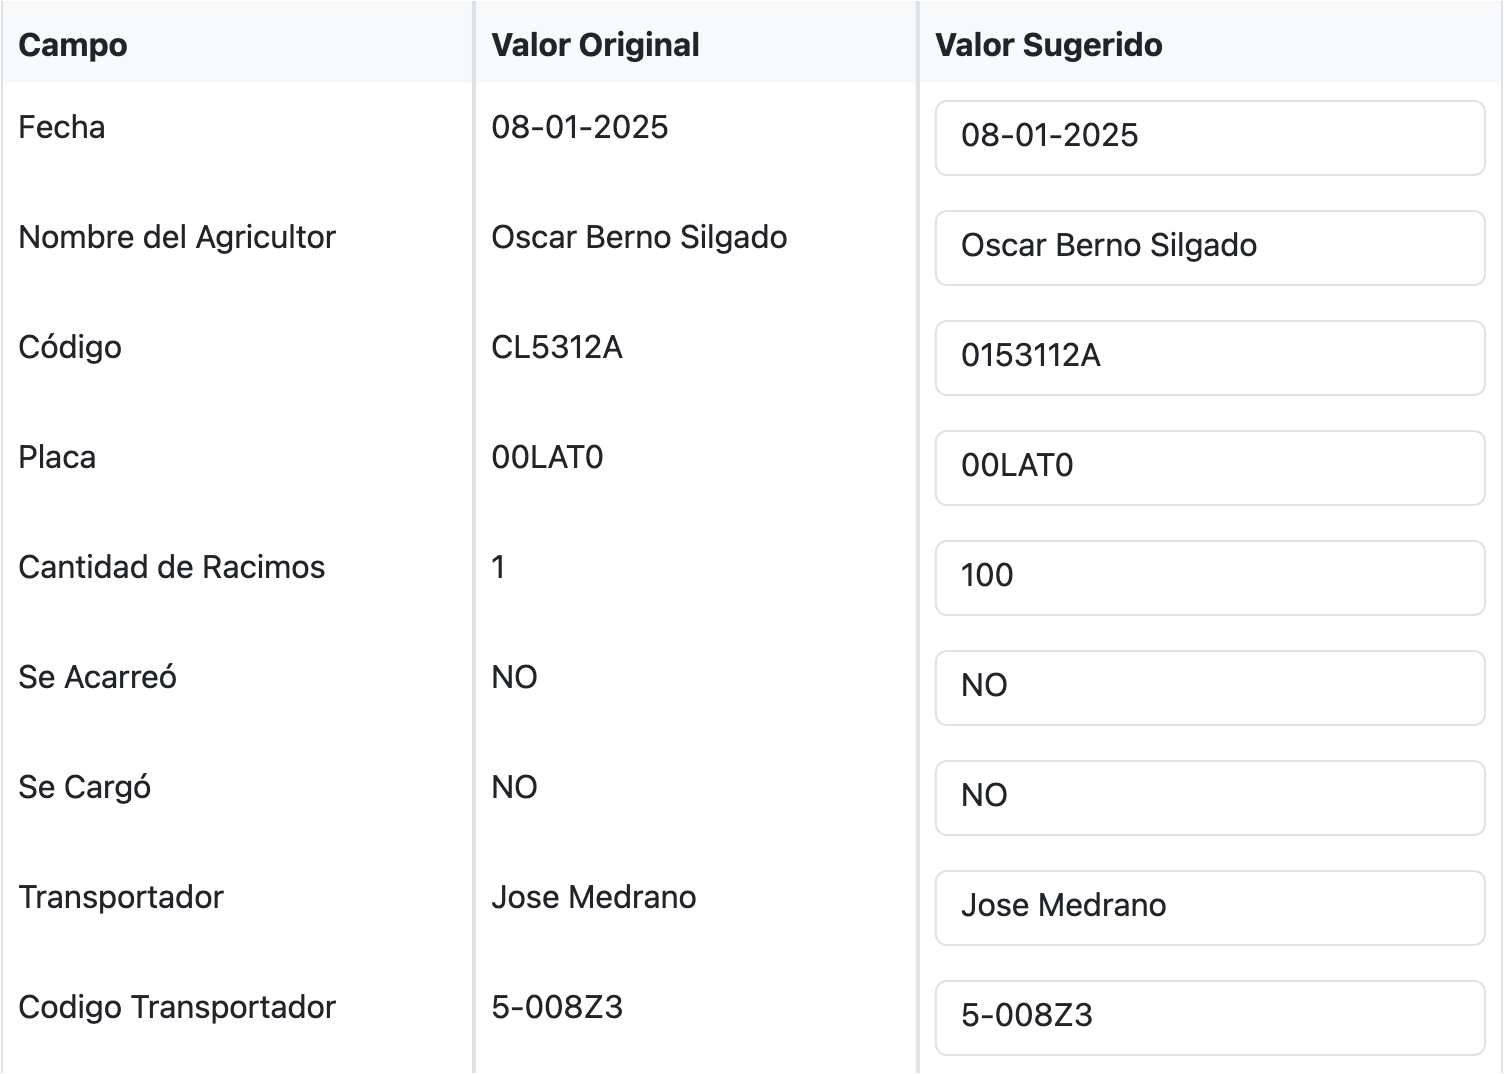 Campo Valor Original Valor Sugerido
Fecha 08-01-2025 08-01-2025
Nombre del Agricultor Oscar Berno Silgado Oscar Berno Silgado
Código CL5312A 0153112A
Placa 00LAT0 00LAT0
Cantidad de Racimos 1 100
Se Acarreó NO NO
Se Cargó NO NO
Transportador Jose Medrano Jose Medrano
Codigo Transportador 5-008Z3 5-008Z3